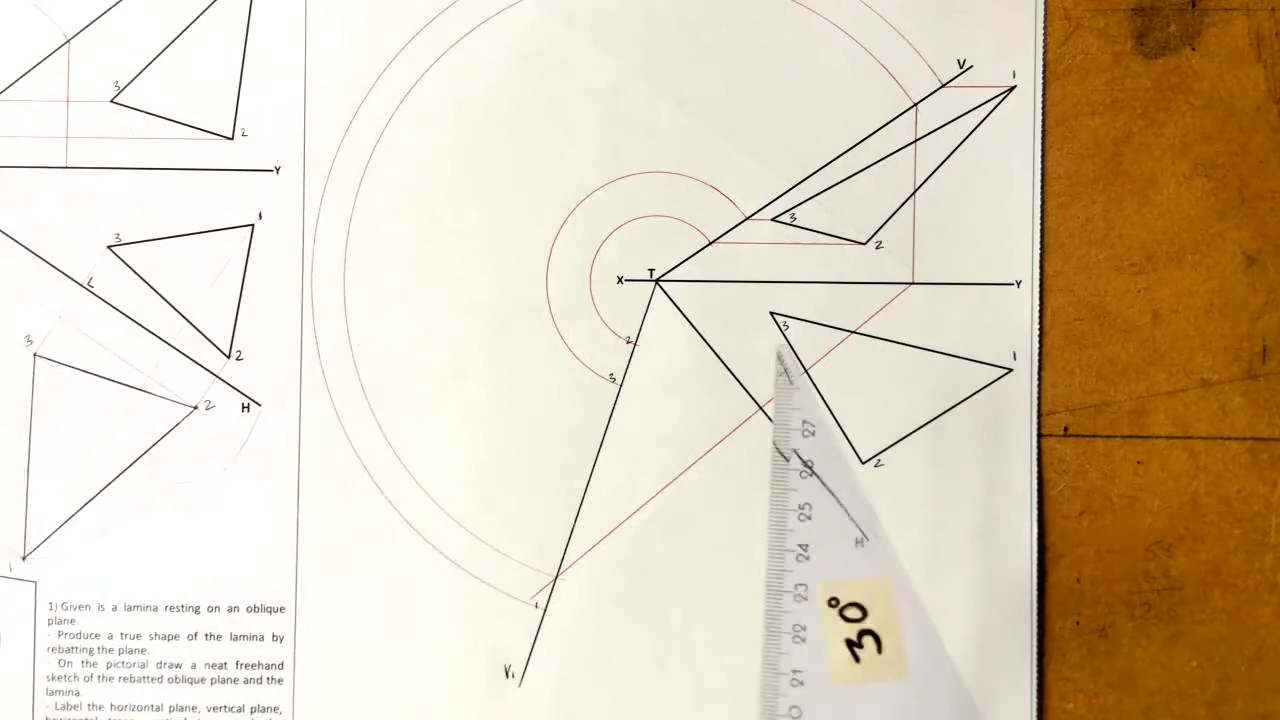 3
2
Y
1
3
L
3
2
2
H
1
1) Given is a lamina resting on an oblique
plane.
· Produce a true shape of the lamina by
rebatting the plane.
· On the pictorial draw a neat freehand
sketch of the rebatted oblique plane and the
lamina.
· Label the horizontal plane, vertical plane,
V
1
3
2
X
T
Y
2
3
3
1
2
H
1
V₁
27
26
25
24
23
22
21
30°